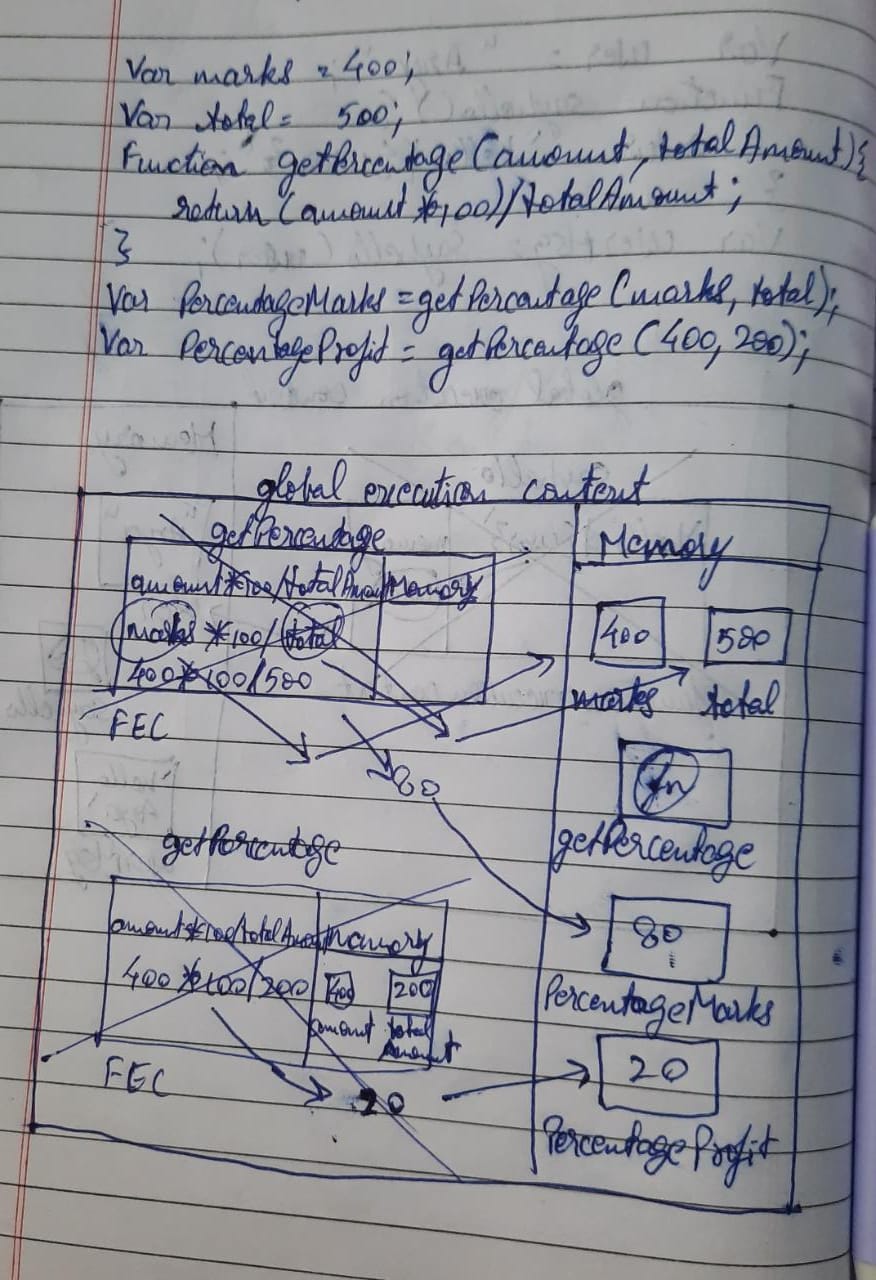 Var marks = 400;
Var total = 500;
Function getPercentage (amount, totalAmount){
return (amount *100)/totalAmount;
}
Var PercentageMarks = getPercentage (marks, total);
Var PercentageProfit = getPercentage (400, 200);
global execution content
getPercentage
Memory
amount*100/totalAmount Memory
marks *100/ total
400 500
400*100/500
marks total
FEC
80
fn
getPercentage
getPercentage
amount*100/totalAmount Memory
80
400 *100/200 400 200
PercentageMarks
amount total
Amount
FEC
20
20
PercentageProfit